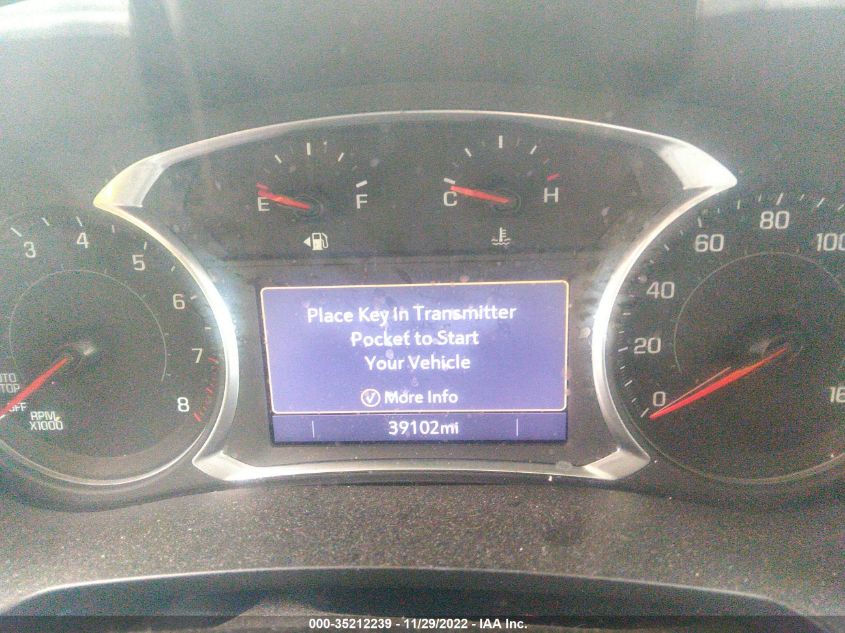 E F
C H
3 4 5 6 7 8
OFF
RPM
X1000
0 20 40 60 80 100
Place Key In Transmitter
Pocket to Start
Your Vehicle
More Info
39102mi
000-35212239 - 11/29/2022 - IAA Inc.